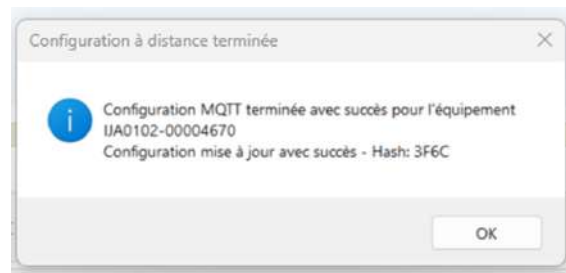 Configuration à distance terminée
Configuration MQTT terminée avec succès pour l'équipement
IJA0102-00004670
Configuration mise à jour avec succès - Hash: 3F6C
OK